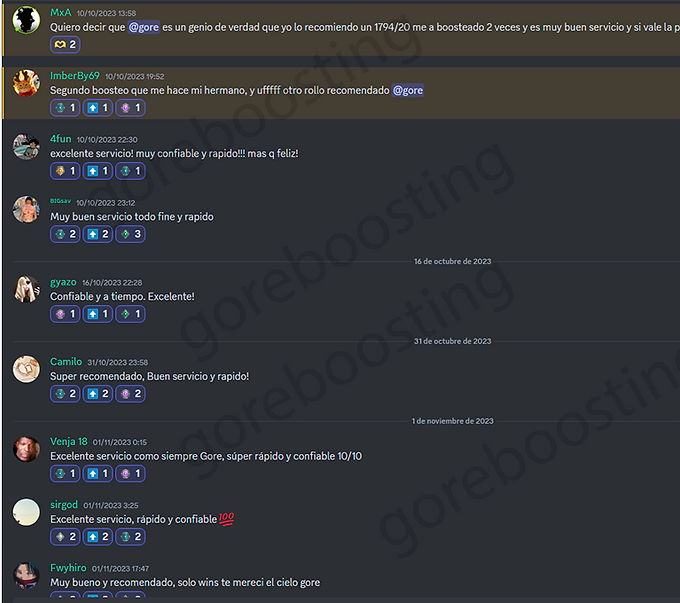 MxA 10/10/2023 13:58
Quiero decir que @gore es un genio de verdad que yo lo recomiendo un 1794/20 me a boosteado 2 veces y es muy buen servicio y si vale la p
2
ImberBy69 10/10/2023 19:52
Segundo boosteo que me hace mi hermano, y uffff otro rollo recomendado @gore
1 1 1
4fun 10/10/2023 22:30
excelente servicio! muy confiable y rapido!!! mas q feliz!
1 1 1
BIGsav 10/10/2023 23:12
Muy buen servicio todo fine y rapido
2 2 3
16 de octubre de 2023
gyazo 16/10/2023 22:28
Confiable y a tiempo. Excelente!
1 1 1
31 de octubre de 2023
Camilo 31/10/2023 23:58
Super recomendado, Buen servicio y rapido!
2 2 2
1 de noviembre de 2023
Venja 18 01/11/2023 0:15
Excelente servicio como siempre Gore, súper rápido y confiable 10/10
1 1 1
sirgod 01/11/2023 3:25
Excelente servicio, rápido y confiable 💯
2 2 2
Fwyhiro 01/11/2023 17:47
Muy bueno y recomendado, solo wins te mereci el cielo gore
goreboosting
goreboosting
goreboosting
goreboosting